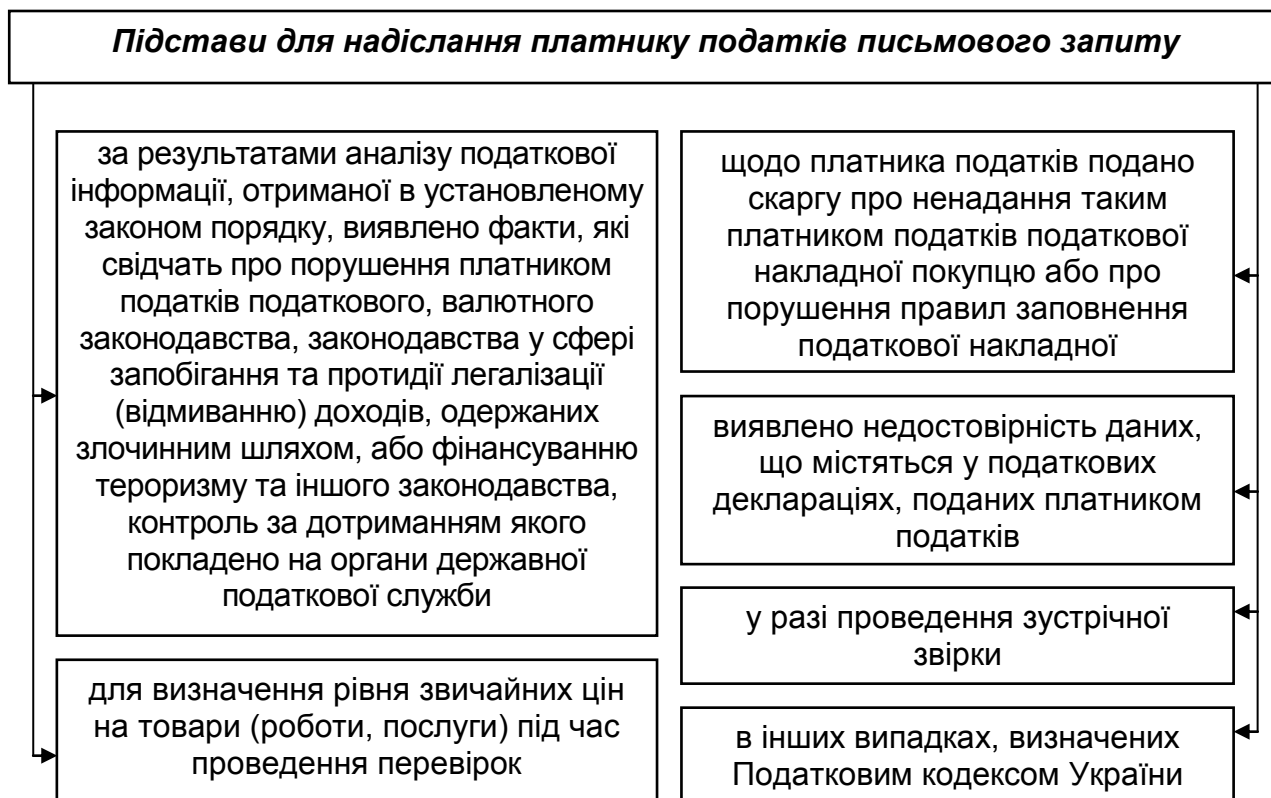 Підстави для надіслання платнику податків письмового запиту
за результатами аналізу податкової
інформації, отриманої в установленому
законом порядку, виявлено факти, які
свідчать про порушення платником
податків податкового, валютного
законодавства, законодавства у сфері
запобігання та протидії легалізації
(відмиванню) доходів, одержаних
злочинним шляхом, або фінансуванню
тероризму та іншого законодавства,
контроль за дотриманням якого
покладено на органи державної
податкової служби
для визначення рівня звичайних цін
на товари (роботи, послуги) під час
проведення перевірок
щодо платника податків подано
скаргу про ненадання таким
платником податків податкової
накладної покупцю або про
порушення правил заповнення
податкової накладної
виявлено недостовірність даних,
що містяться у податкових
деклараціях, поданих платником
податків
у разі проведення зустрічної
звірки
в інших випадках, визначених
Податковим кодексом України